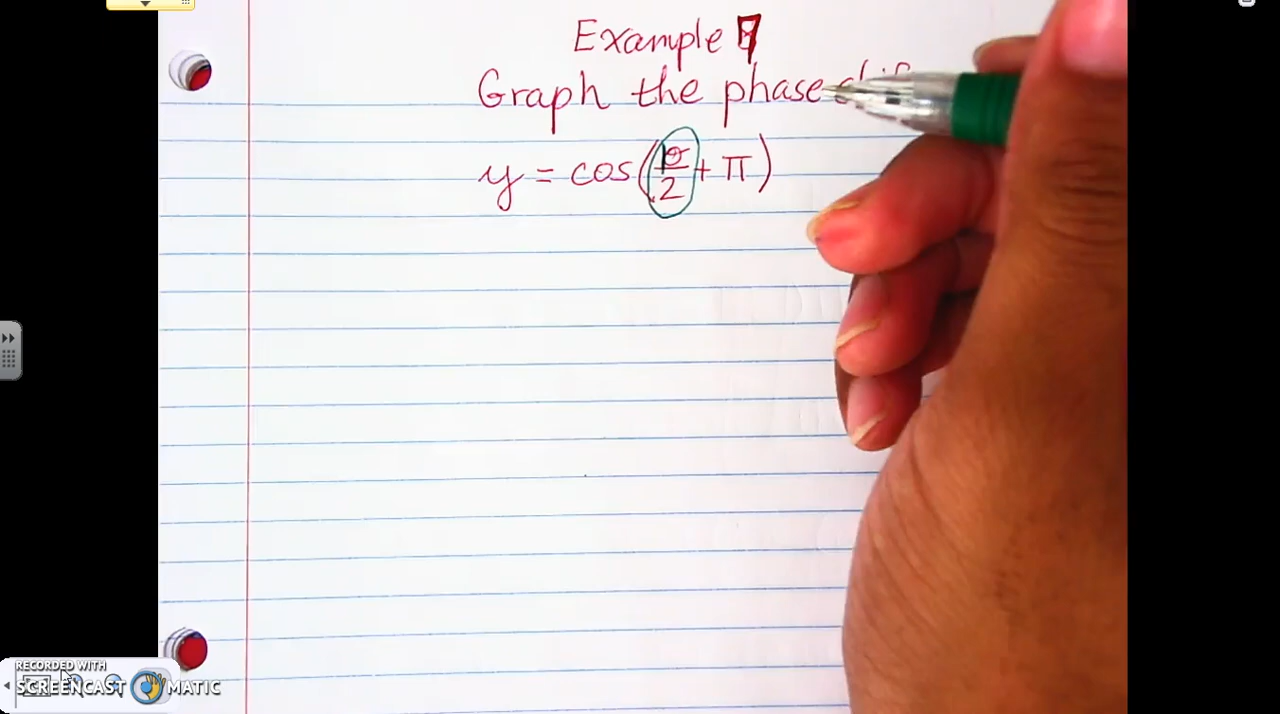 Example
Graph the phase
y = cos(θ/2 + π)
RECORDED WITH
SCREENCAST MATIC